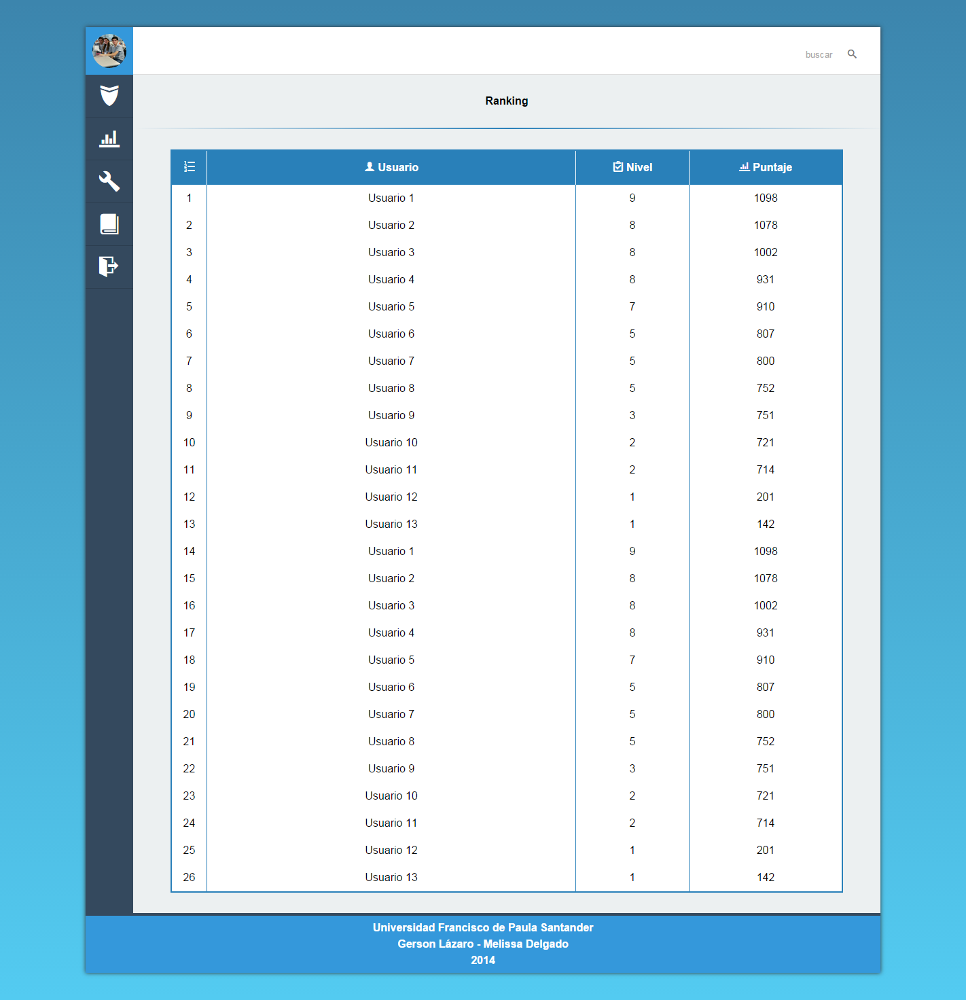 buscar
Ranking
Usuario Nivel Puntaje
1 Usuario 1 9 1098
2 Usuario 2 8 1078
3 Usuario 3 8 1002
4 Usuario 4 8 931
5 Usuario 5 7 910
6 Usuario 6 5 807
7 Usuario 7 5 800
8 Usuario 8 5 752
9 Usuario 9 3 751
10 Usuario 10 2 721
11 Usuario 11 2 714
12 Usuario 12 1 201
13 Usuario 13 1 142
14 Usuario 1 9 1098
15 Usuario 2 8 1078
16 Usuario 3 8 1002
17 Usuario 4 8 931
18 Usuario 5 7 910
19 Usuario 6 5 807
20 Usuario 7 5 800
21 Usuario 8 5 752
22 Usuario 9 3 751
23 Usuario 10 2 721
24 Usuario 11 2 714
25 Usuario 12 1 201
26 Usuario 13 1 142
Universidad Francisco de Paula Santander
Gerson Lázaro - Melissa Delgado
2014